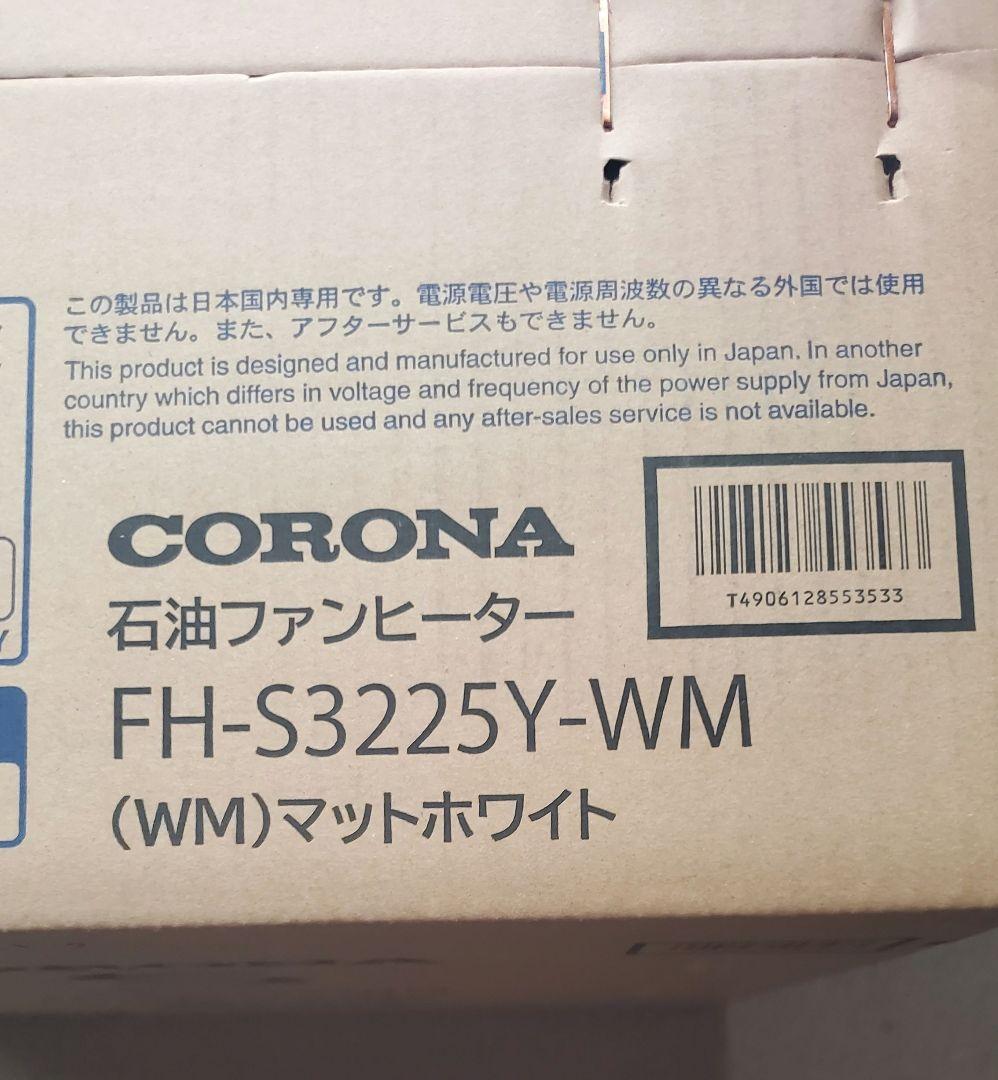 この製品は日本国内専用です。電源電圧や電源周波数の異なる外国では使用
できません。また、アフターサービスもできません。
This product is designed and manufactured for use only in Japan. In another
country which differs in voltage and frequency of the power supply from Japan,
this product cannot be used and any after-sales service is not available.
CORONA
T4906128553533
石油ファンヒーター
FH-S3225Y-WM
(WM)マットホワイト